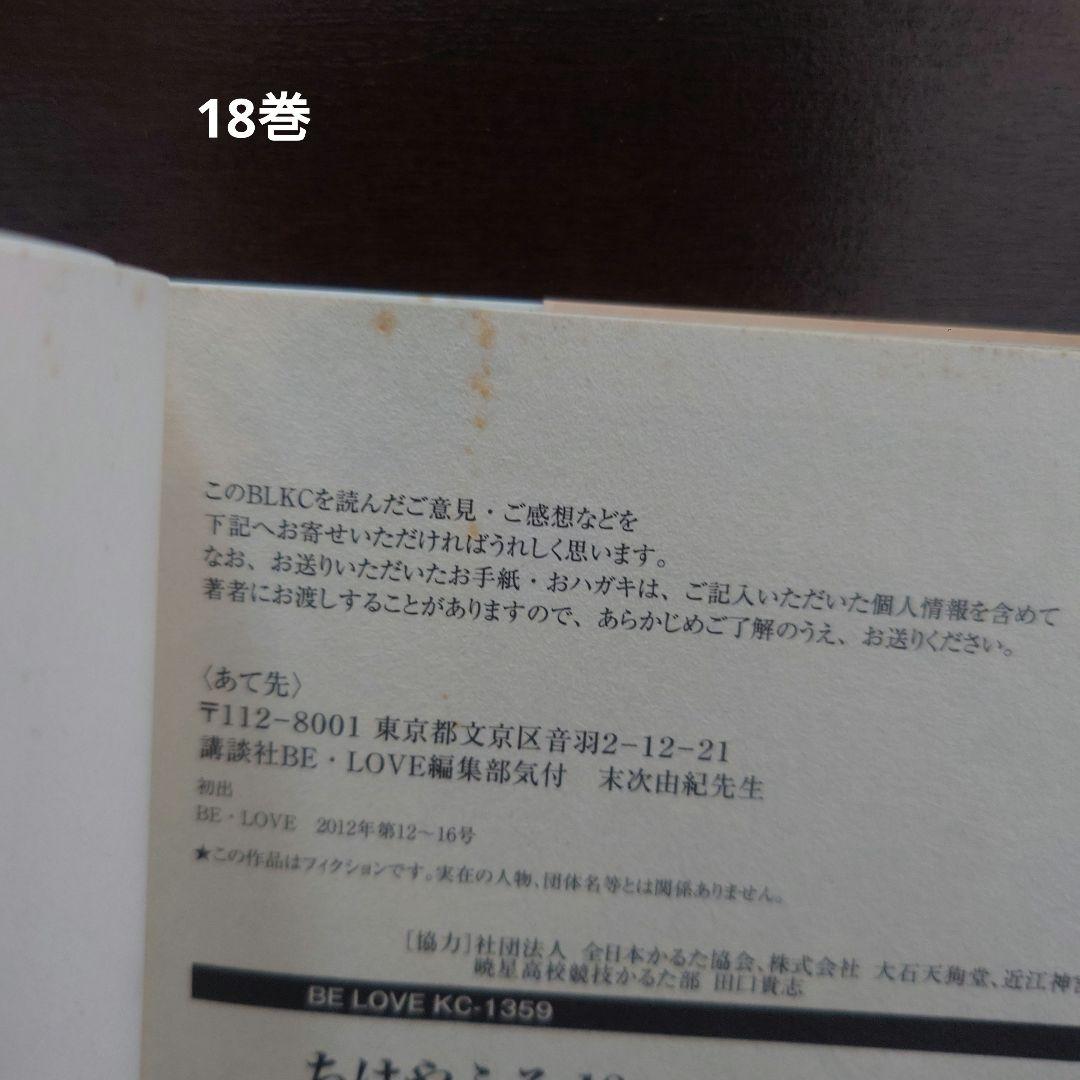 18巻
このBLKCを読んだご意見・ご感想などを
下記へお寄せいただければうれしく思います。
なお、お送りいただいたお手紙・おハガキは、ご記入いただいた個人情報を含めて
著者にお渡しすることがありますので、あらかじめご了解のうえ、お送りください。
〈あて先〉
〒112-8001 東京都文京区音羽2-12-21
講談社BE・LOVE編集部気付 末次由紀先生
初出
BE・LOVE 2012年第12〜16号
★この作品はフィクションです。実在の人物、団体名等とは関係ありません。
[協力]社団法人 全日本かるた協会、株式会社 大石天狗堂、近江神宮
暁星高校競技かるた部 田口貴志
BE LOVE KC-1359
ちはやふる 18